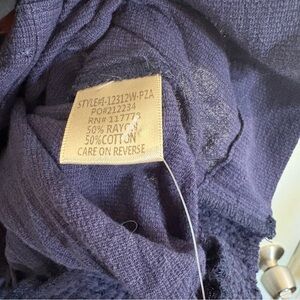 STYLE#I-12312W-PZA
PO#212234
RN# 117773
50% RAYON
50%COTTON
CARE ON REVERSE